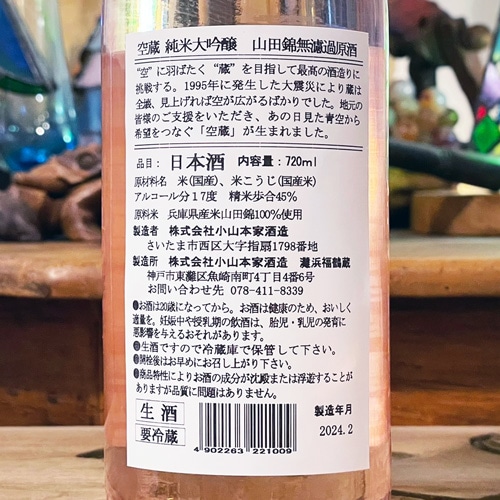 空蔵 純米大吟醸　山田錦無濾過原酒
“空”に羽ばたく“蔵”を目指して最高の酒造りに
挑戦する。1995年に発生した大震災により蔵は
全壊、見上げれば空が広がるばかりでした。地元の
皆様のご支援をいただき、あの日見た青空から
希望をつなぐ「空蔵」が生まれました。
品目：日本酒 内容量：720ml
原材料名　米(国産)、米こうじ(国産米)
アルコール分１７度　精米歩合45%
原料米　兵庫県産米山田錦100%使用
製造者　株式会社小山本家酒造
さいたま市西区大字指扇1798番地
製造所　株式会社小山本家酒造　灘浜福鶴蔵
神戸市東灘区魚崎南町4丁目4番6号
お問い合わせ先　078-411-8339
●お酒は20歳になってから。お酒は健康のため、おいしく
適量を。妊娠中や授乳期の飲酒は、胎児・乳児の発育に
悪影響を与えるおそれがあります。
●生酒ですので冷蔵庫で保管して下さい。
●開栓後はお早めにお召し上がり下さい。
●商品特性によりお酒の成分が沈殿または浮遊することが
ありますが品質に問題はありません。
生酒
要冷蔵
4 902263 221009
製造年月
2024.2